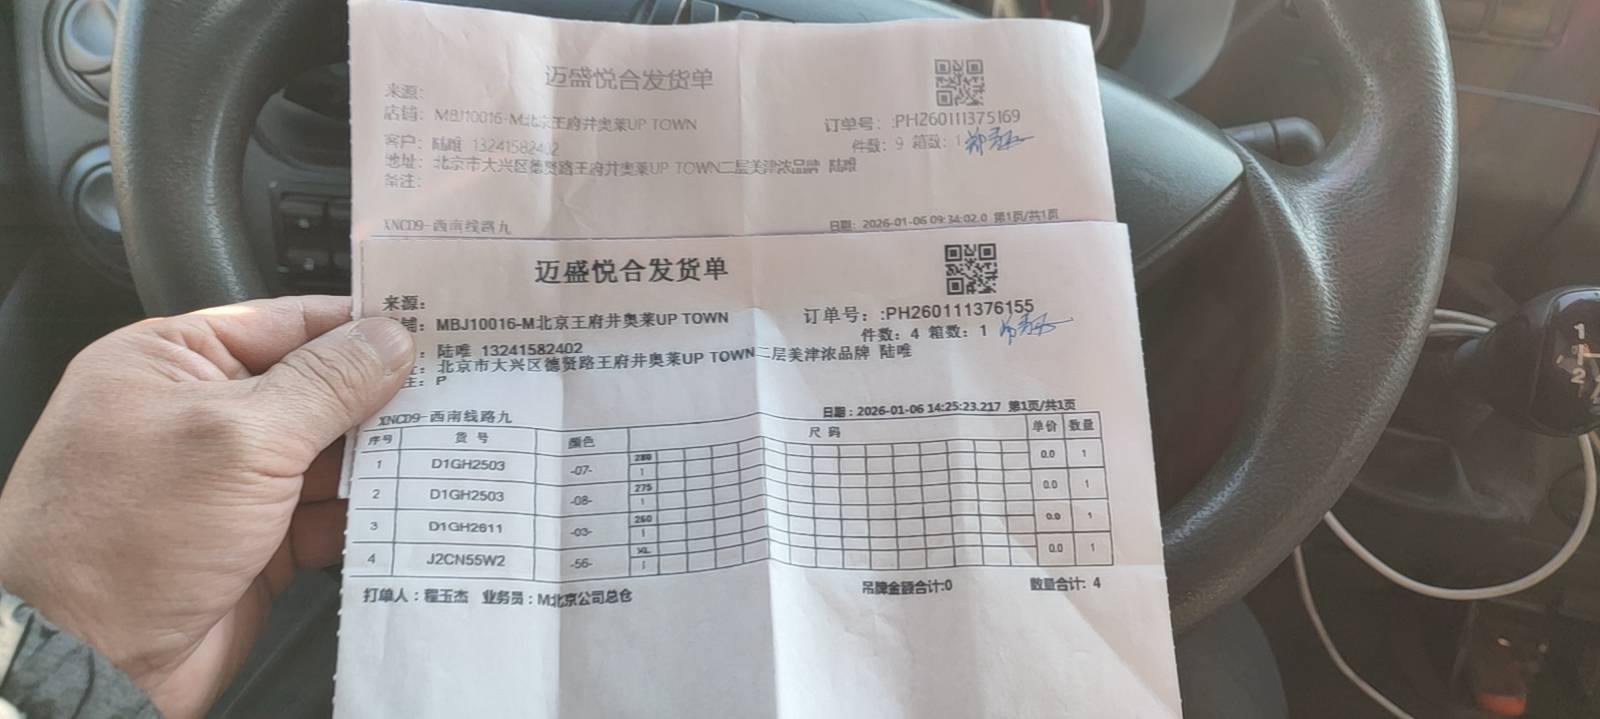 迈盛悦合发货单
来源:
店铺: MBJ10016-M北京王府井奥莱UP TOWN
订单号: :PH260111375169
客户: 陆唯 13241582402
件数: 9 箱数: 1
地址: 北京市大兴区德贤路王府井奥莱UP TOWN二层美津浓品牌 陆唯
备注:
XNCD9-西南线路九
日期: 2026-01-06 09:34:02.0 第1页/共1页
迈盛悦合发货单
来源:
铺: MBJ10016-M北京王府井奥莱UP TOWN
订单号: :PH260111376155
: 陆唯 13241582402
件数: 4 箱数: 1
: 北京市大兴区德贤路王府井奥莱UP TOWN二层美津浓品牌 陆唯
注: P
XNCD9-西南线路九
日期: 2026-01-06 14:25:23.217 第1页/共1页
序号 货号 颜色 尺码 单价 数量
1 D1GH2503 -07- 280 1 0.0 1
2 D1GH2503 -08- 275 1 0.0 1
3 D1GH2611 -03- 260 1 0.0 1
4 J2CN55W2 -56- XL 1 0.0 1
打单人: 程玉杰 业务员: M北京公司总仓 吊牌金额合计:0 数量合计: 4
1
2